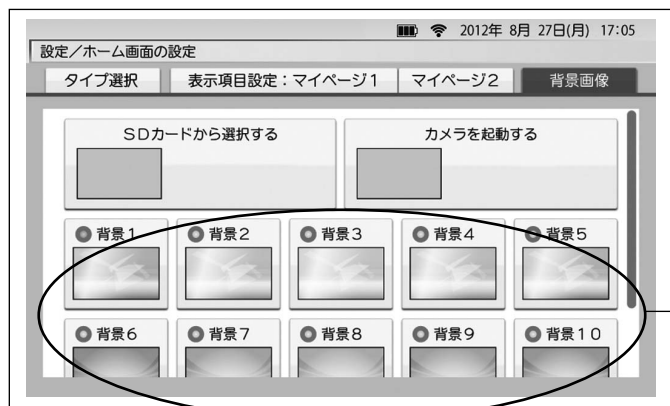 2012年 8月 27日(月) 17:05
設定／ホーム画面の設定
タイプ選択 表示項目設定：マイページ１ マイページ２ 背景画像
ＳＤカードから選択する カメラを起動する
背景１ 背景２ 背景３ 背景４ 背景５
背景６ 背景７ 背景８ 背景９ 背景１０